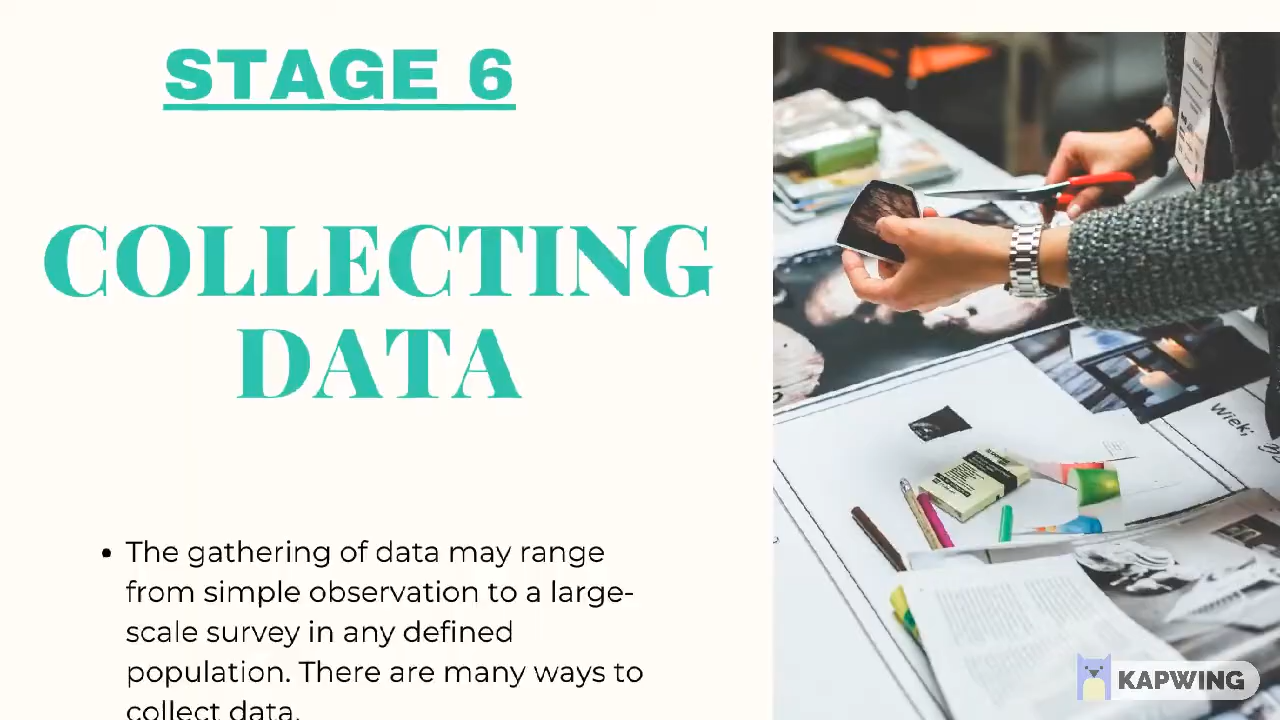 STAGE 6
COLLECTING
DATA
The gathering of data may range
from simple observation to a large-
scale survey in any defined
population. There are many ways to
collect data.
Wiek;
KAPWING